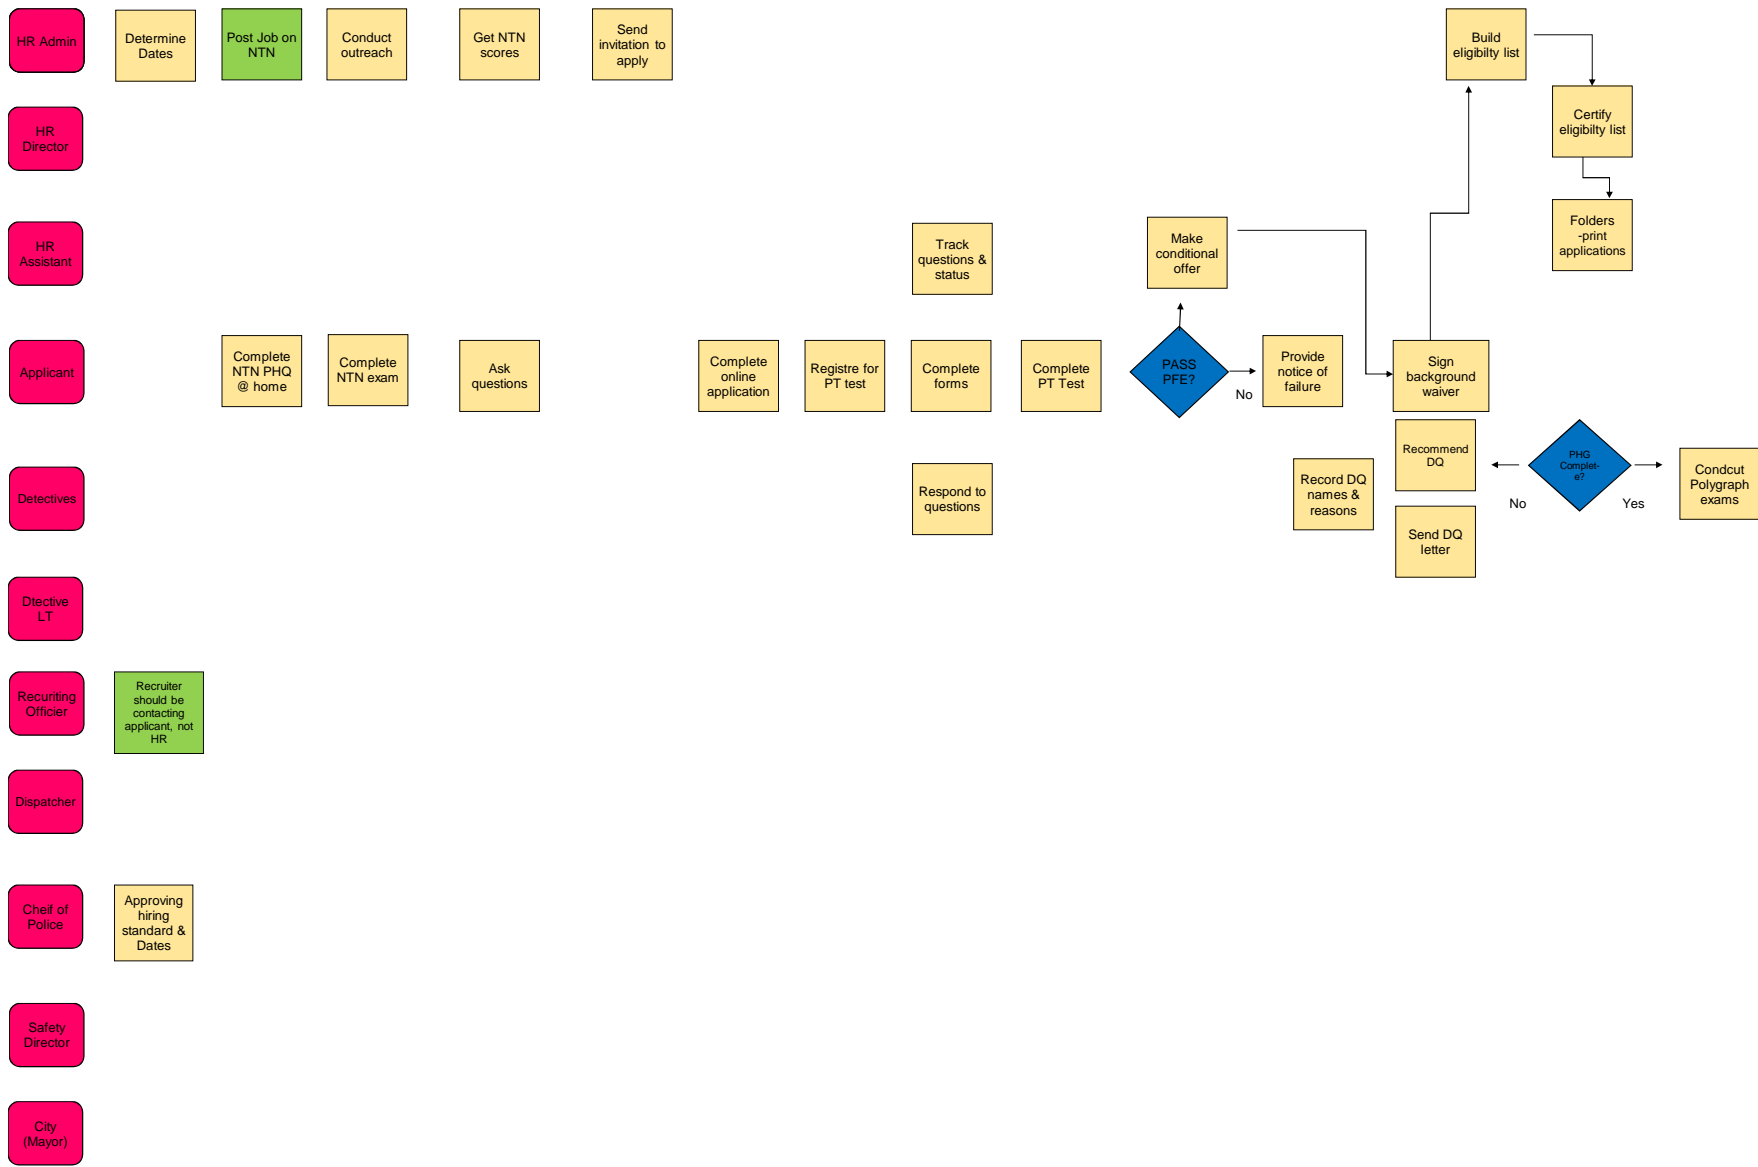 HR Admin
Determine
Dates
Post Job on
NTN
Conduct
outreach
Get NTN
scores
Send
invitation to
apply
Build
eligibilty list
HR
Director
Certify
eligibilty list
HR
Assistant
Track
questions &
status
Make
conditional
offer
Folders
-print
applications
Applicant
Complete
NTN PHQ
@ home
Complete
NTN exam
Ask
questions
Complete
online
application
Registre for
PT test
Complete
forms
Complete
PT Test
PASS
PFE?
No
Provide
notice of
failure
Sign
background
waiver
Detectives
Respond to
questions
Record DQ
names &
reasons
Recommend
DQ
Send DQ
letter
No
PHG
Complet-
e?
Yes
Condcut
Polygraph
exams
Dtective
LT
Recuriting
Officier
Recruiter
should be
contacting
applicant, not
HR
Dispatcher
Cheif of
Police
Approving
hiring
standard &
Dates
Safety
Director
City
(Mayor)